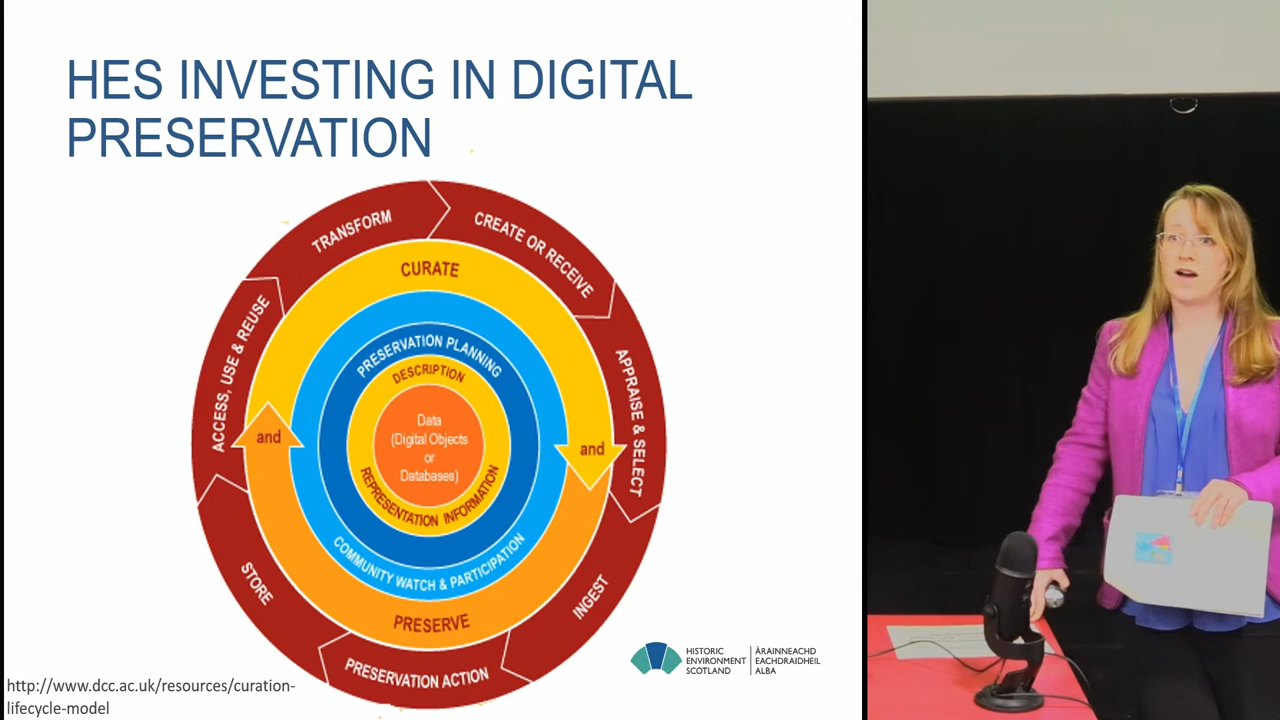 HES INVESTING IN DIGITAL
PRESERVATION
TRANSFORM
CREATE OR RECEIVE
APPRAISE & SELECT
INGEST
PRESERVATION ACTION
STORE
ACCESS, USE & REUSE
CURATE
and
PRESERVE
and
COMMUNITY WATCH & PARTICIPATION
PRESERVATION PLANNING
DESCRIPTION
REPRESENTATION INFORMATION
Data
(Digital Objects
or
Databases)
HISTORIC
ENVIRONMENT
SCOTLAND
ÀRAINNEACHD
EACHDRAIDHEIL
ALBA
http://www.dcc.ac.uk/resources/curation-
lifecycle-model